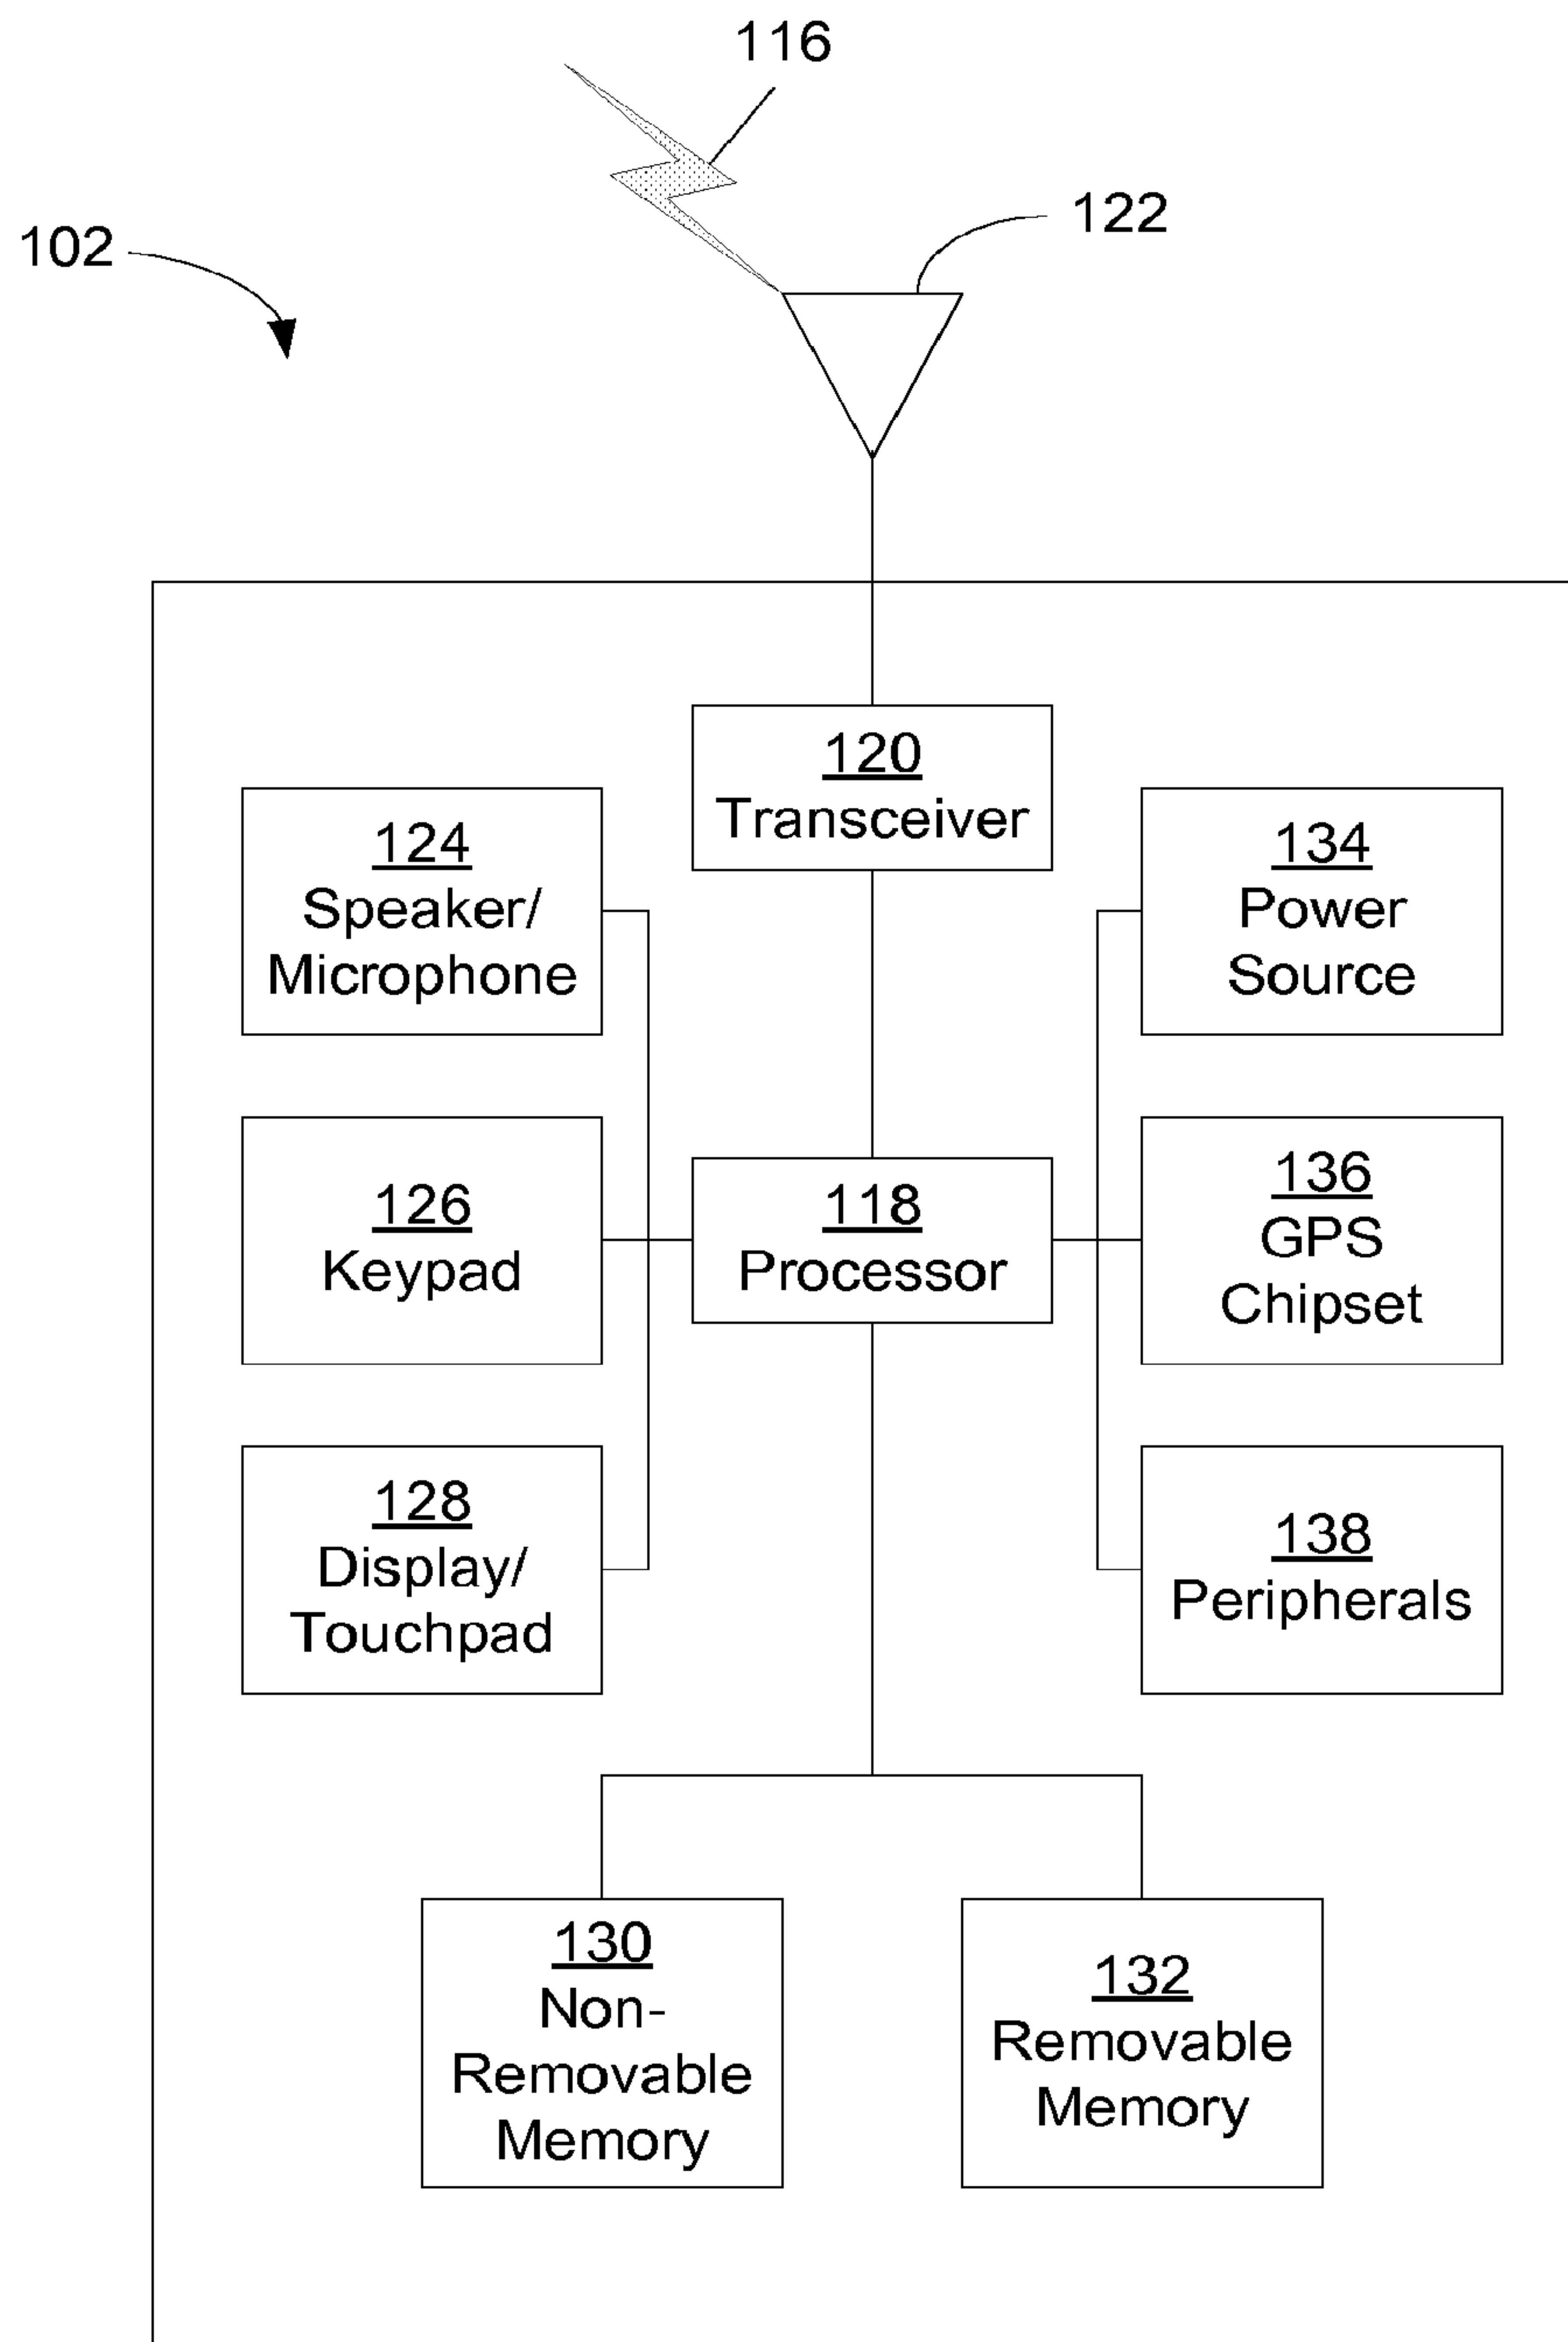 116
122
102
120
Transceiver
124
Speaker/
Microphone
134
Power
Source
126
Keypad
118
Processor
136
GPS
Chipset
128
Display/
Touchpad
138
Peripherals
130
Non-
Removable
Memory
132
Removable
Memory